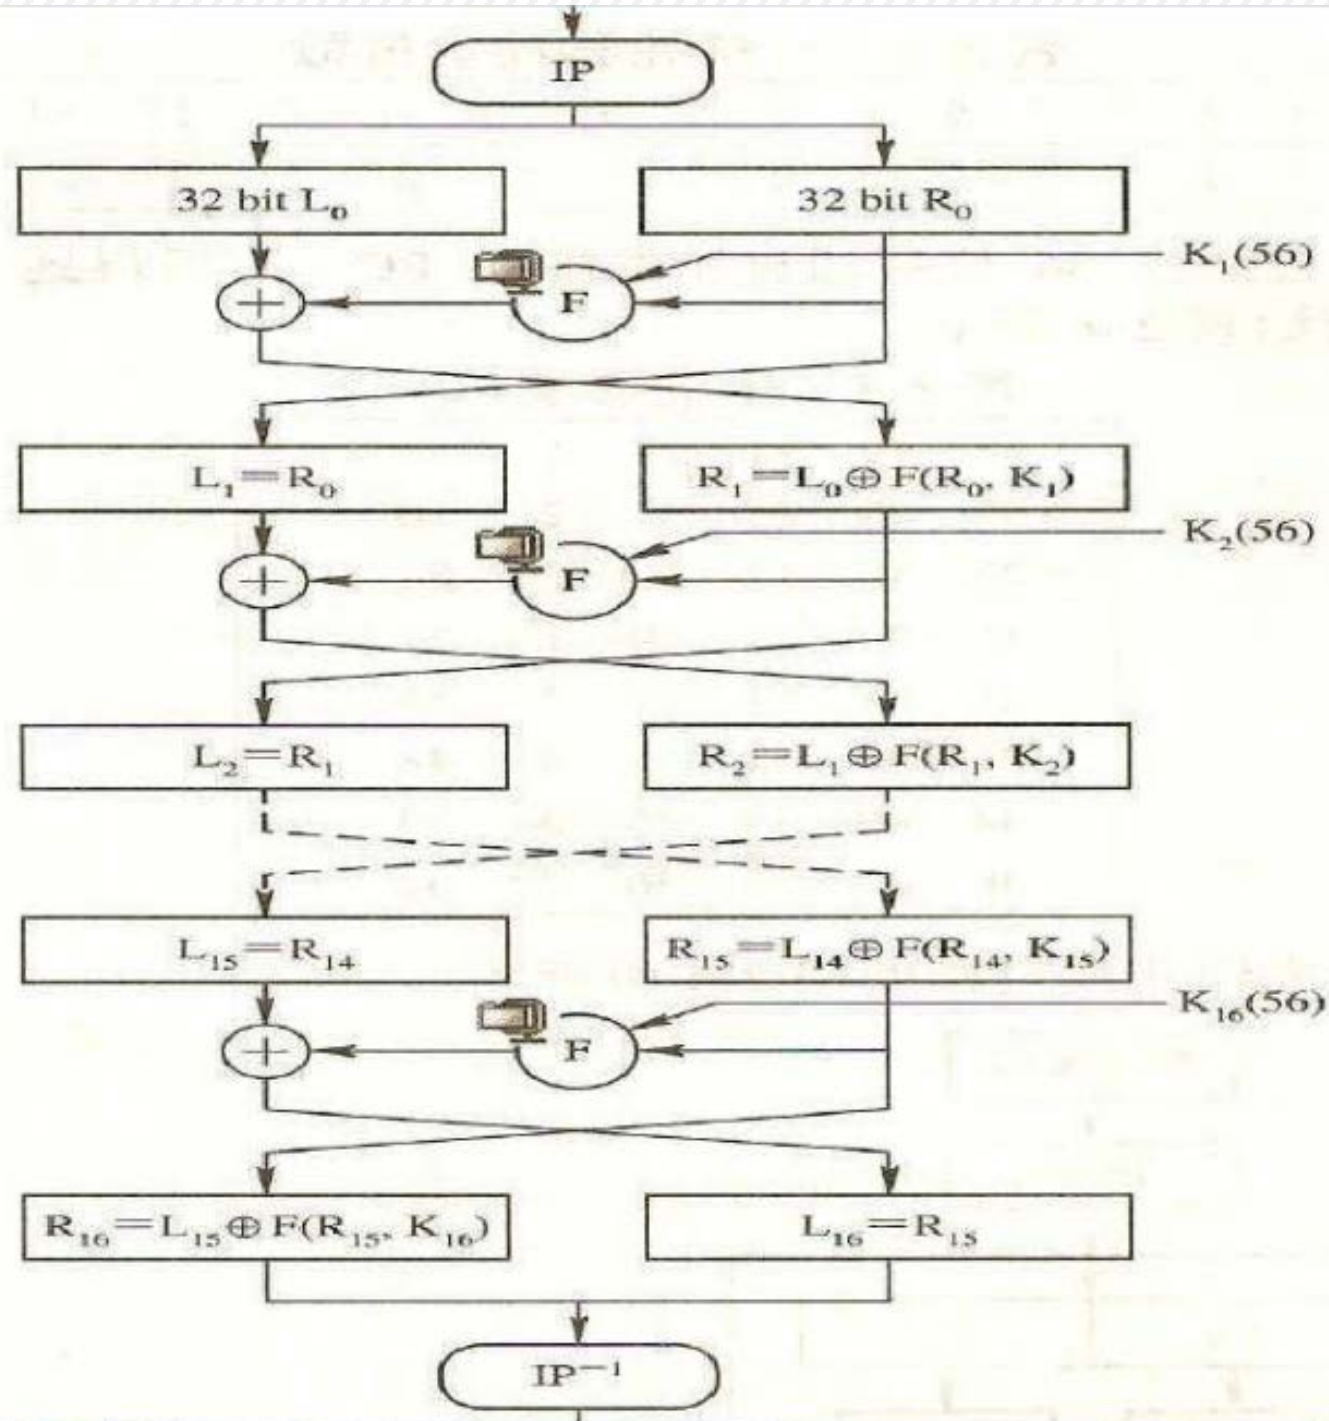 IP
32 bit L₀
32 bit R₀
K₁(56)
+
F
L₁=R₀
R₁=L₀⊕F(R₀, K₁)
K₂(56)
+
F
L₂=R₁
R₂=L₁⊕F(R₁, K₂)
L₁₅=R₁₄
R₁₅=L₁₄⊕F(R₁₄, K₁₅)
K₁₆(56)
+
F
R₁₆=L₁₅⊕F(R₁₅, K₁₆)
L₁₆=R₁₅
IP⁻¹